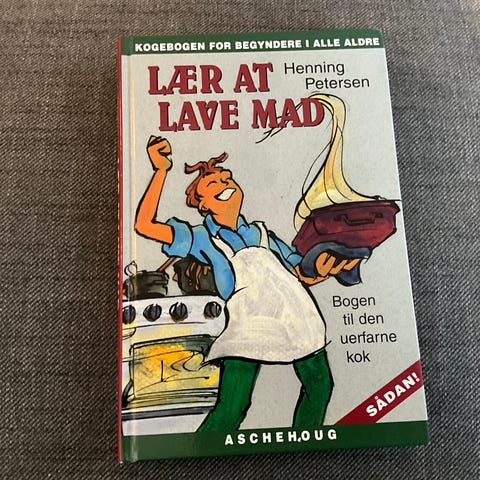 KOGEBOGEN FOR BEGYNDERE I ALLE ALDRE
LÆR AT
LAVE MAD
Henning
Petersen
Bogen
til den
uerfarne
kok
SÅDAN!
ASCHEHOUG